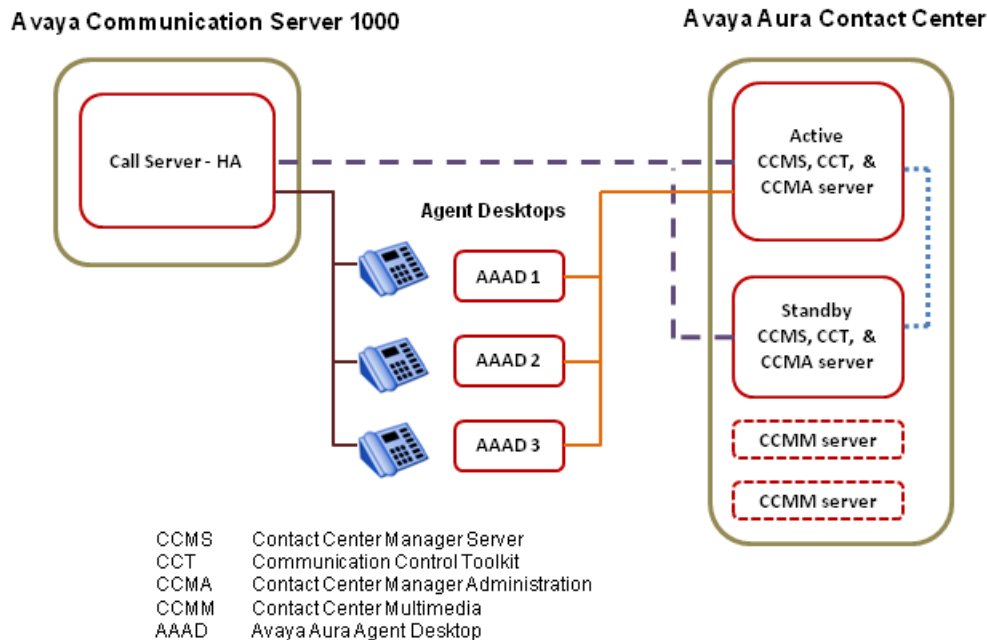 Avaya Communication Server 1000
Avaya Aura Contact Center
Call Server - HA
Active
CCMS, CCT, &
CCMA server
Agent Desktops
AAAD 1
AAAD 2
AAAD 3
Standby
CCMS, CCT, &
CCMA server
CCMM server
CCMM server
CCMS Contact Center Manager Server
CCT Communication Control Toolkit
CCMA Contact Center Manager Administration
CCMM Contact Center Multimedia
AAAD Avaya Aura Agent Desktop